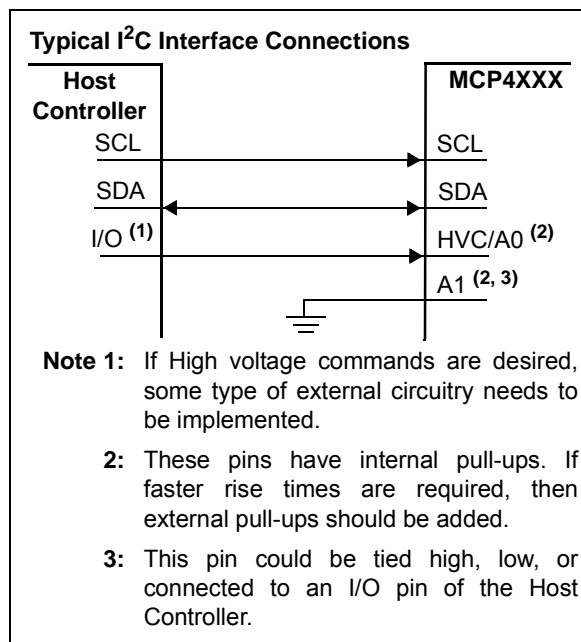 Typical I²C Interface Connections
Host
Controller
MCP4XXX
SCL
SCL
SDA
SDA
I/O (1)
HVC/A0 (2)
A1 (2, 3)
Note 1: If High voltage commands are desired,
some type of external circuitry needs to
be implemented.
2: These pins have internal pull-ups. If
faster rise times are required, then
external pull-ups should be added.
3: This pin could be tied high, low, or
connected to an I/O pin of the Host
Controller.